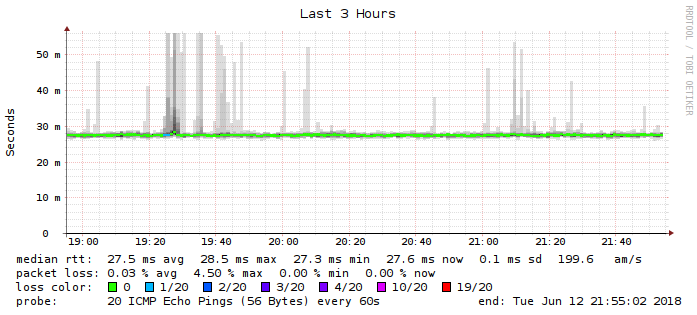 Last 3 Hours
RRDTOOL / TOBI OETIKER
Seconds
50 m
40 m
30 m
20 m
10 m
0
19:00 19:20 19:40 20:00 20:20 20:40 21:00 21:20 21:40
median rtt: 27.5 ms avg 28.5 ms max 27.3 ms min 27.6 ms now 0.1 ms sd 199.6 am/s
packet loss: 0.03 % avg 4.50 % max 0.00 % min 0.00 % now
loss color: 0 1/20 2/20 3/20 4/20 10/20 19/20
probe: 20 ICMP Echo Pings (56 Bytes) every 60s end: Tue Jun 12 21:55:02 2018